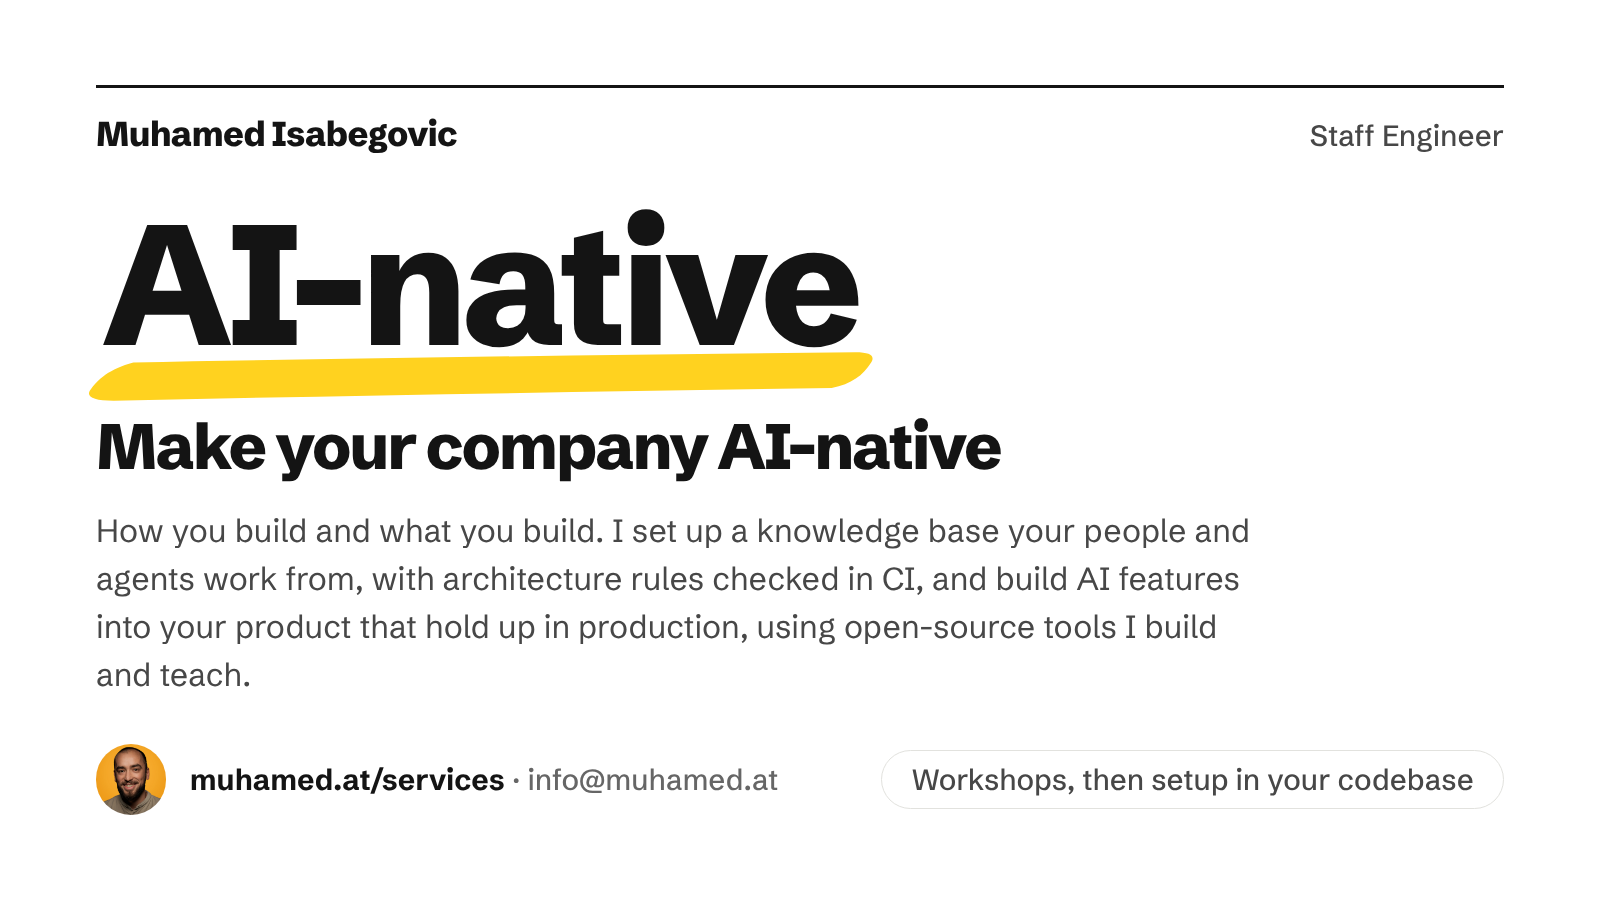 Muhamed Isabegovic
Staff Engineer
AI-native
Make your company AI-native
How you build and what you build. I set up a knowledge base your people and
agents work from, with architecture rules checked in CI, and build AI features
into your product that hold up in production, using open-source tools I build
and teach.
muhamed.at/services · info@muhamed.at
Workshops, then setup in your codebase